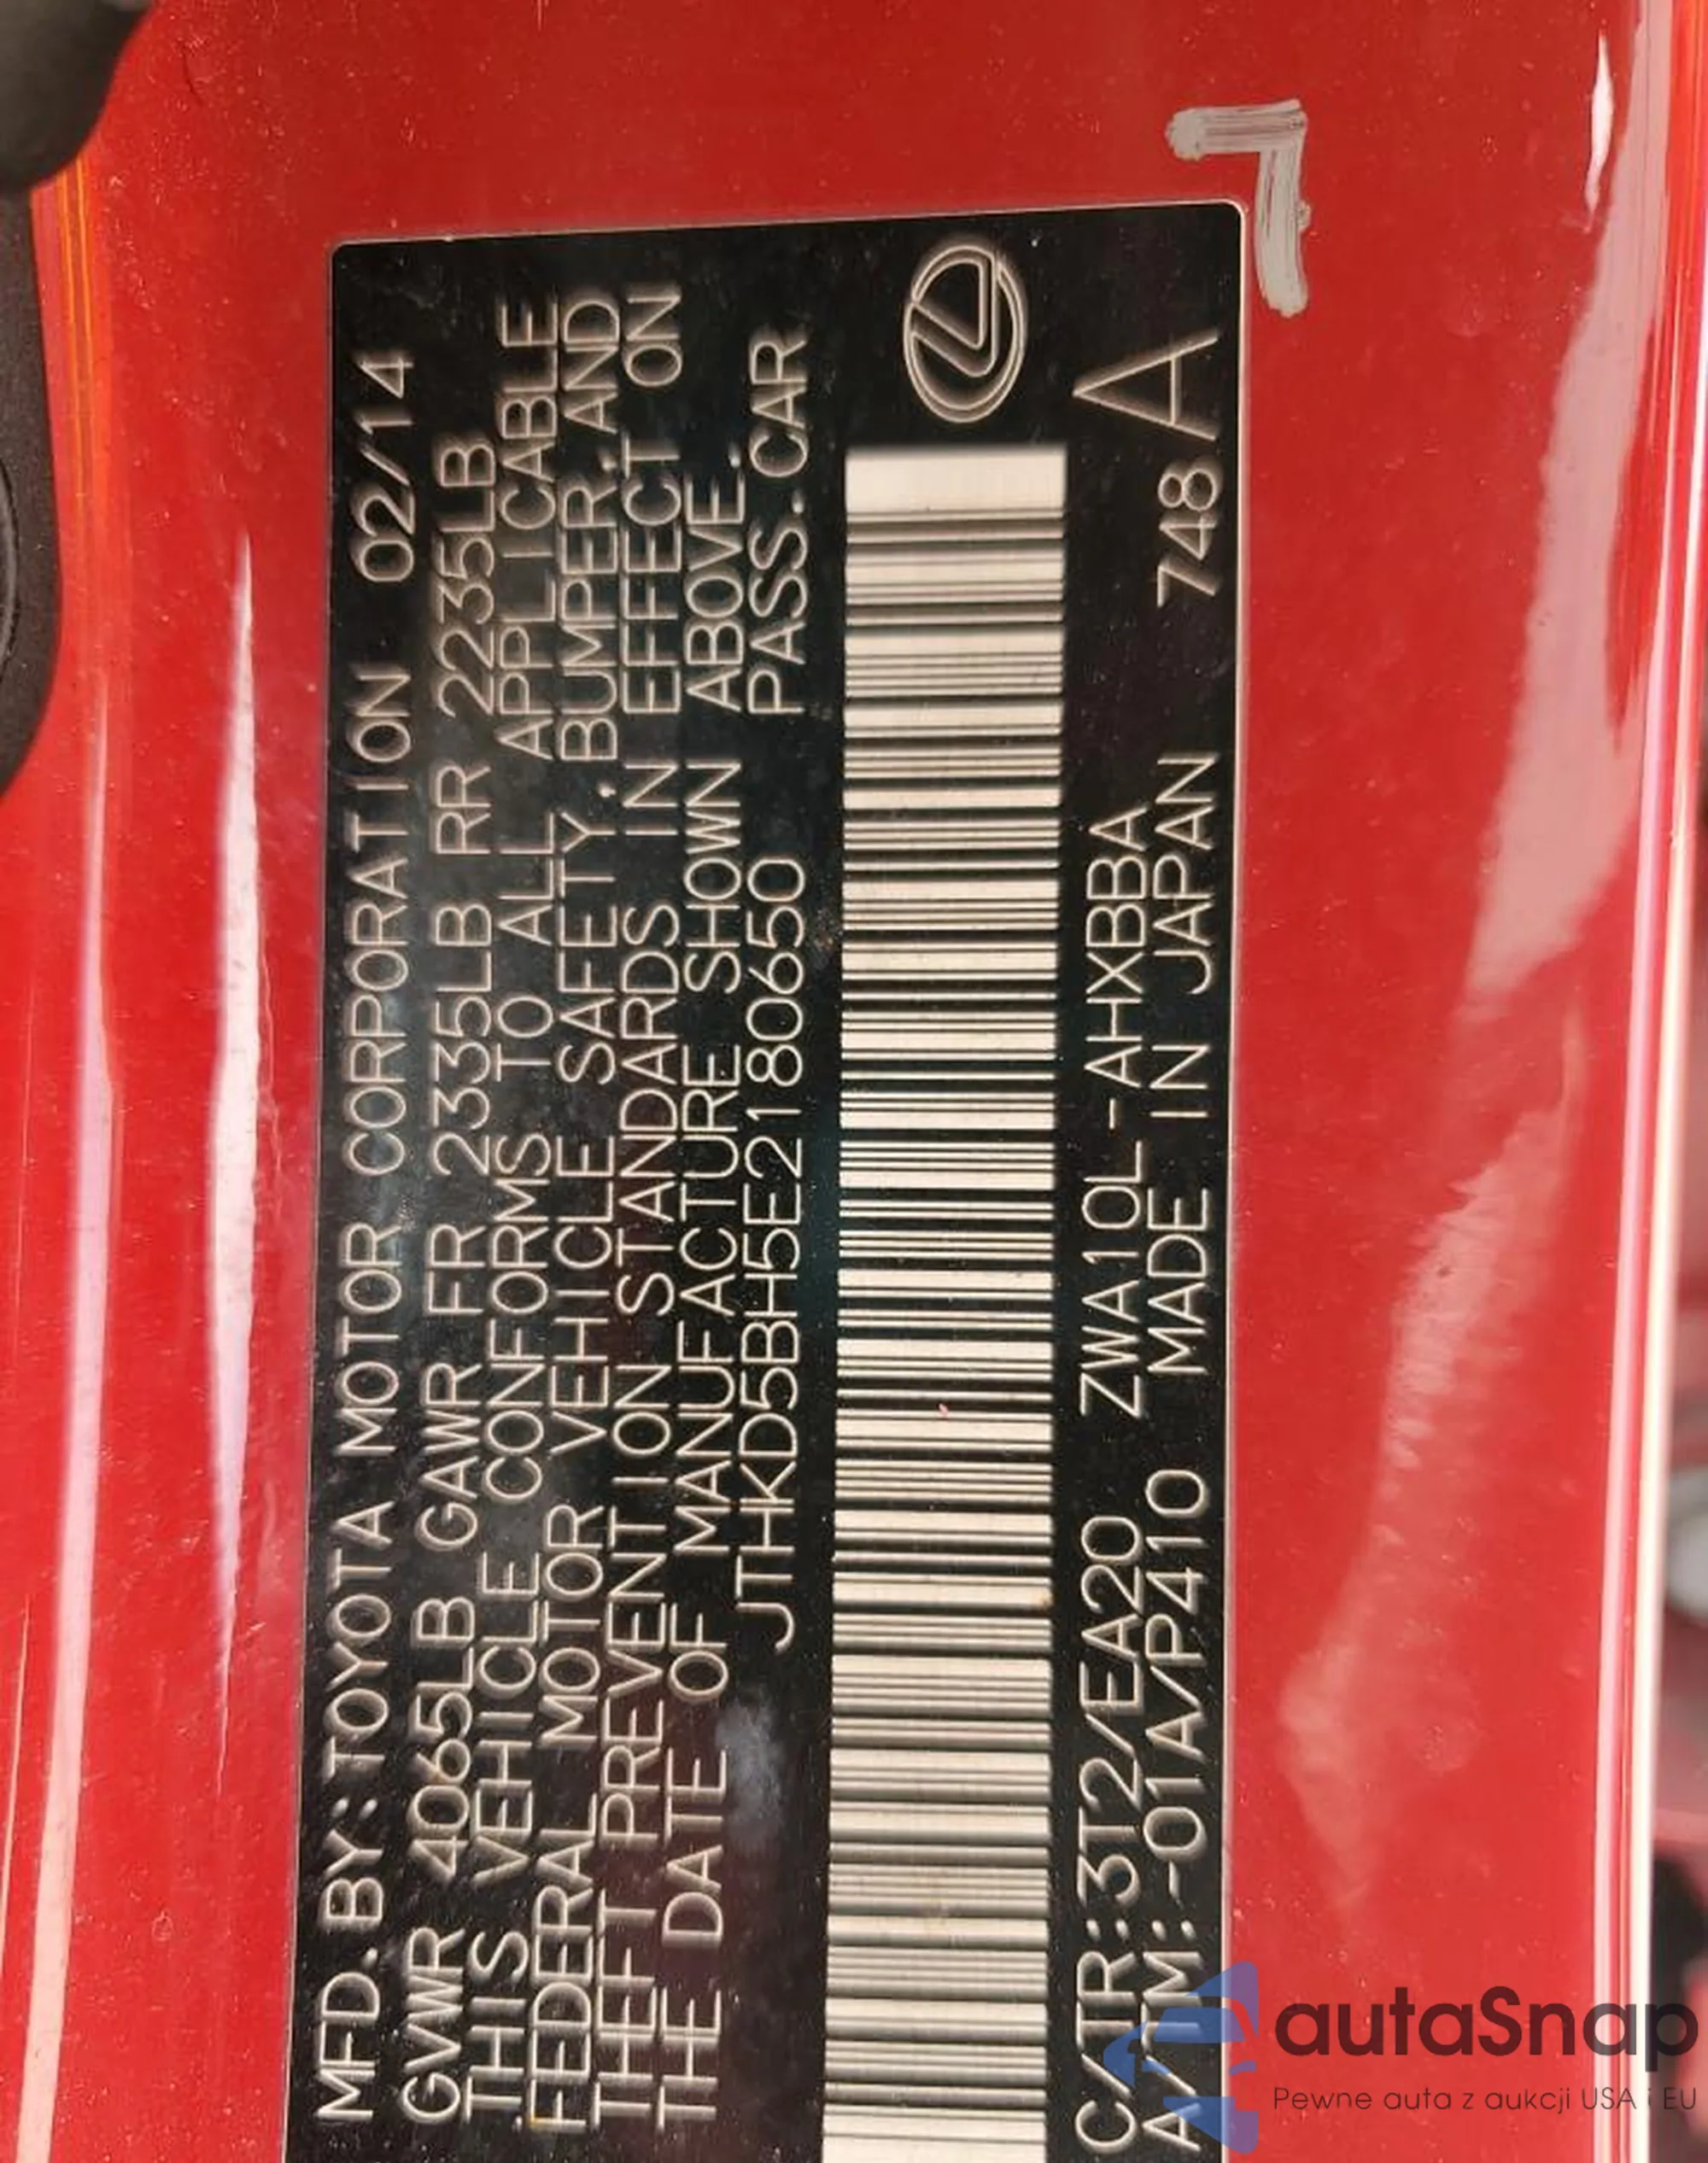 MFD. BY: TOYOTA MOTOR CORPORATION 02/14
GVWR 4065LB GAWR FR 2335LB RR 2235LB
THIS VEHICLE CONFORMS TO ALL APPLICABLE
FEDERAL MOTOR VEHICLE SAFETY, BUMPER, AND
THEFT PREVENTION STANDARDS IN EFFECT ON
THE DATE OF MANUFACTURE SHOWN ABOVE.
JTHKD5BH5E2180650 PASS. CAR
C/TR:3T2/EA20 ZWA10L-AHXBBA
A/TM:-01A/P410 MADE IN JAPAN 748A
L
autaSnap
Pewne auta z aukcji USA i EU